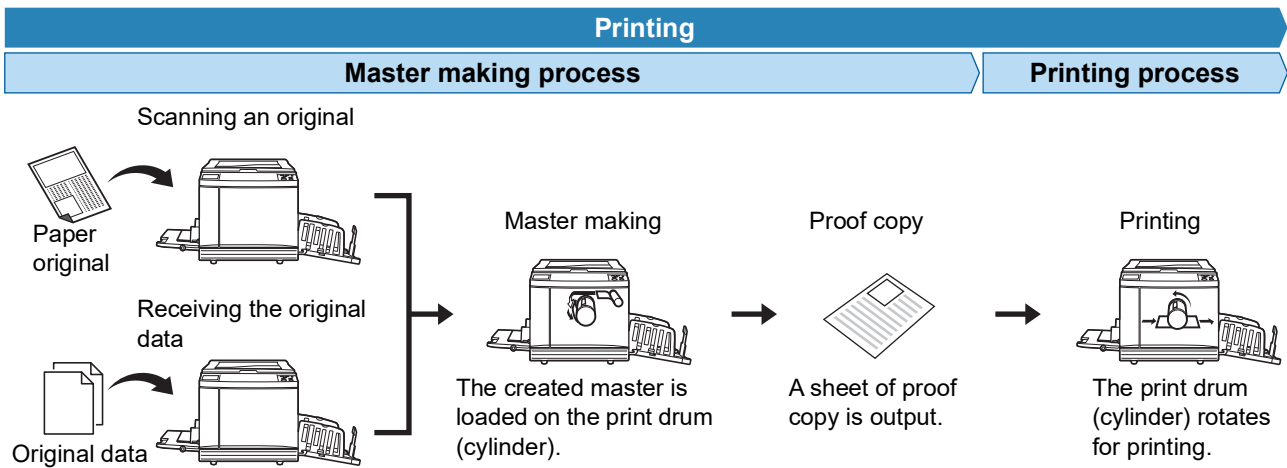 Printing
Master making process
Printing process
Scanning an original
Paper
original
Receiving the original
data
Original data
Master making
The created master is
loaded on the print drum
(cylinder).
Proof copy
A sheet of proof
copy is output.
Printing
The print drum
(cylinder) rotates
for printing.